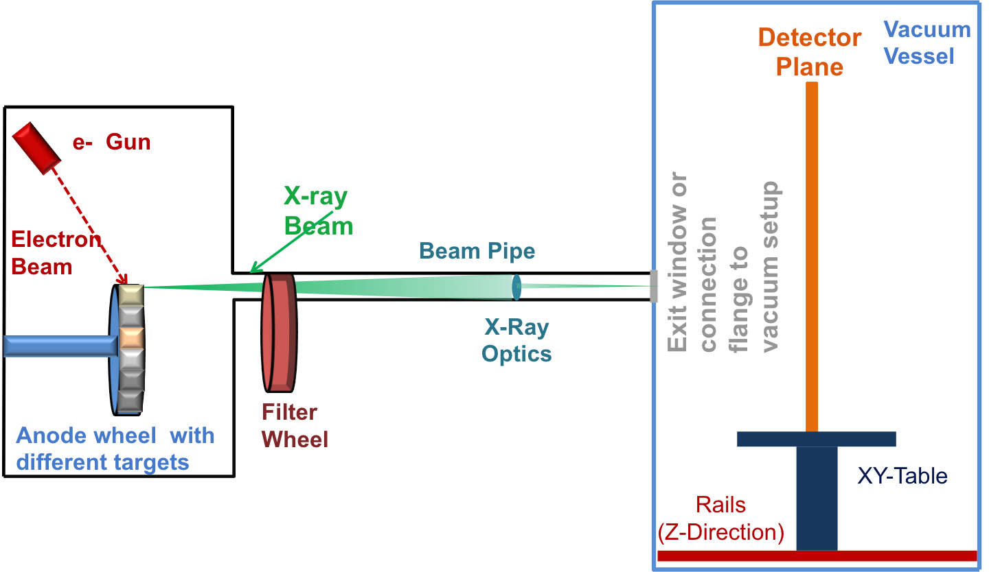 e- Gun
Electron
Beam
Anode wheel with
different targets
X-ray
Beam
Filter
Wheel
Beam Pipe
X-Ray
Optics
Exit window or
connection
flange to
vacuum setup
Detector
Plane
Vacuum
Vessel
XY-Table
Rails
(Z-Direction)